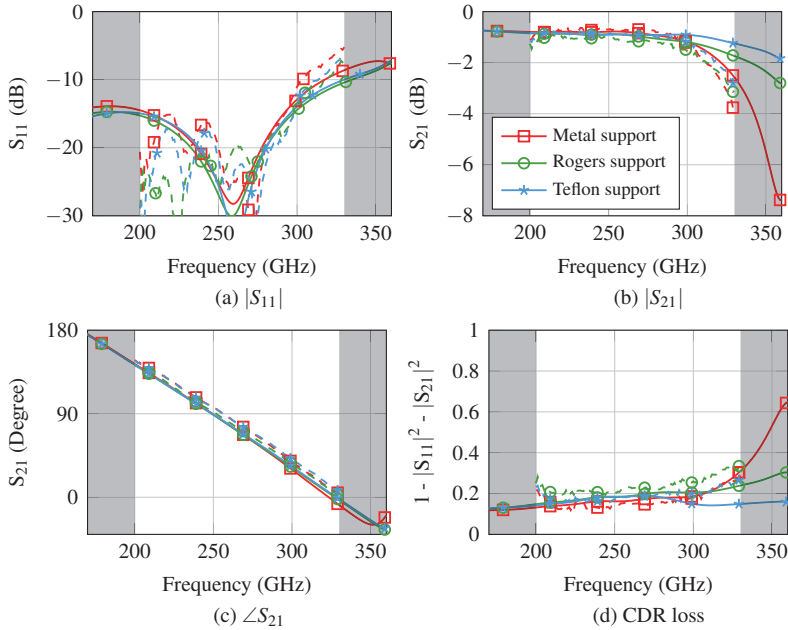 0
−10
−20
−30
S11 (dB)
200
250
300
350
Frequency (GHz)
(a) |S11|
0
−2
−4
−6
−8
S21 (dB)
Metal support
Rogers support
Teflon support
200
250
300
350
Frequency (GHz)
(b) |S21|
180
90
0
S21 (Degree)
200
250
300
350
Frequency (GHz)
(c) ∠S21
1
0.8
0.6
0.4
0.2
0
1 - |S11|^2 - |S21|^2
200
250
300
350
Frequency (GHz)
(d) CDR loss